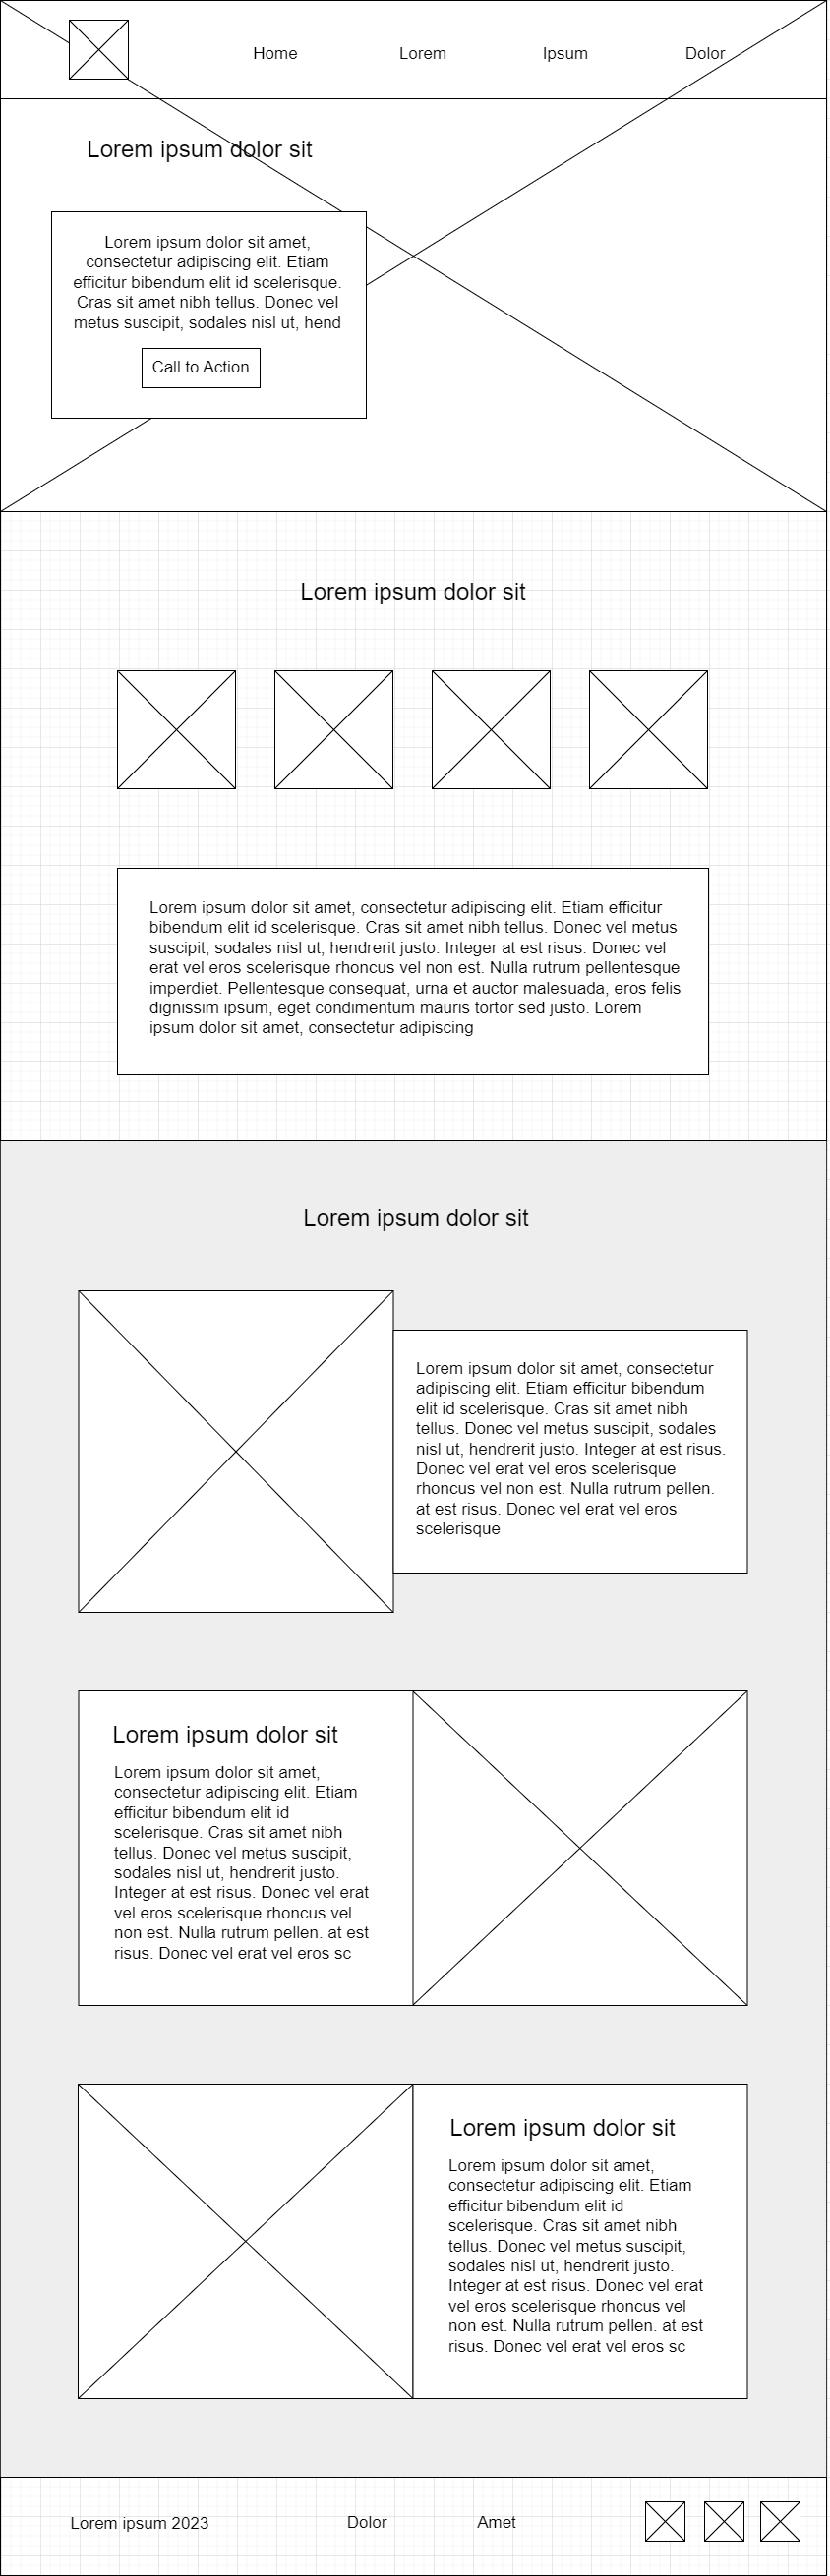 Home Lorem Ipsum Dolor
Lorem ipsum dolor sit
Lorem ipsum dolor sit amet,
consectetur adipiscing elit. Etiam
efficitur bibendum elit id scelerisque.
Cras sit amet nibh tellus. Donec vel
metus suscipit, sodales nisl ut, hend
Call to Action
Lorem ipsum dolor sit
Lorem ipsum dolor sit amet, consectetur adipiscing elit. Etiam efficitur
bibendum elit id scelerisque. Cras sit amet nibh tellus. Donec vel metus
suscipit, sodales nisl ut, hendrerit justo. Integer at est risus. Donec vel
erat vel eros scelerisque rhoncus vel non est. Nulla rutrum pellentesque
imperdiet. Pellentesque consequat, urna et auctor malesuada, eros felis
dignissim ipsum, eget condimentum mauris tortor sed justo. Lorem
ipsum dolor sit amet, consectetur adipiscing
Lorem ipsum dolor sit
Lorem ipsum dolor sit amet, consectetur
adipiscing elit. Etiam efficitur bibendum
elit id scelerisque. Cras sit amet nibh
tellus. Donec vel metus suscipit, sodales
nisl ut, hendrerit justo. Integer at est risus.
Donec vel erat vel eros scelerisque
rhoncus vel non est. Nulla rutrum pellen.
at est risus. Donec vel erat vel eros
scelerisque
Lorem ipsum dolor sit
Lorem ipsum dolor sit amet,
consectetur adipiscing elit. Etiam
efficitur bibendum elit id
scelerisque. Cras sit amet nibh
tellus. Donec vel metus suscipit,
sodales nisl ut, hendrerit justo.
Integer at est risus. Donec vel erat
vel eros scelerisque rhoncus vel
non est. Nulla rutrum pellen. at est
risus. Donec vel erat vel eros sc
Lorem ipsum dolor sit
Lorem ipsum dolor sit amet,
consectetur adipiscing elit. Etiam
efficitur bibendum elit id
scelerisque. Cras sit amet nibh
tellus. Donec vel metus suscipit,
sodales nisl ut, hendrerit justo.
Integer at est risus. Donec vel erat
vel eros scelerisque rhoncus vel
non est. Nulla rutrum pellen. at est
risus. Donec vel erat vel eros sc
Lorem ipsum 2023 Dolor Amet